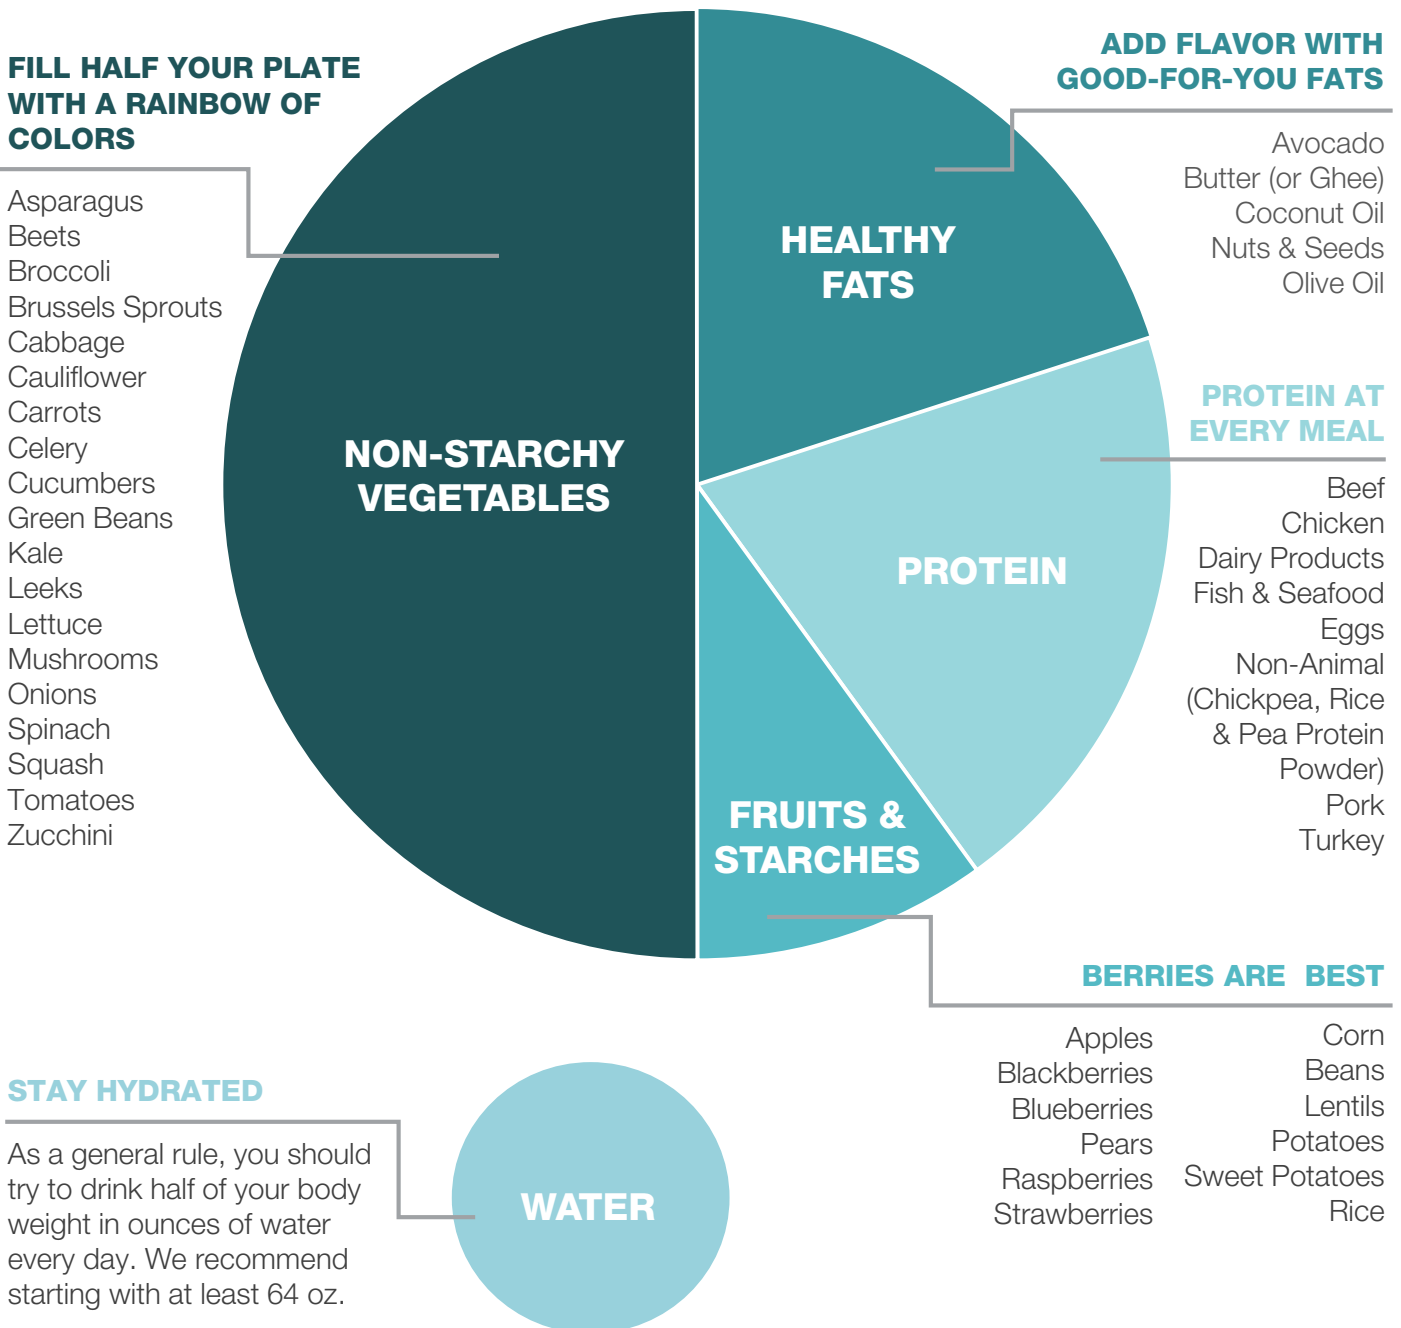 FILL HALF YOUR PLATE
WITH A RAINBOW OF
COLORS
Asparagus
Beets
Broccoli
Brussels Sprouts
Cabbage
Cauliflower
Carrots
Celery
Cucumbers
Green Beans
Kale
Leeks
Lettuce
Mushrooms
Onions
Spinach
Squash
Tomatoes
Zucchini
NON-STARCHY
VEGETABLES
HEALTHY
FATS
PROTEIN
FRUITS &
STARCHES
ADD FLAVOR WITH
GOOD-FOR-YOU FATS
Avocado
Butter (or Ghee)
Coconut Oil
Nuts & Seeds
Olive Oil
PROTEIN AT
EVERY MEAL
Beef
Chicken
Dairy Products
Fish & Seafood
Eggs
Non-Animal
(Chickpea, Rice
& Pea Protein
Powder)
Pork
Turkey
BERRIES ARE BEST
Apples
Blackberries
Blueberries
Pears
Raspberries
Strawberries
Corn
Beans
Lentils
Potatoes
Sweet Potatoes
Rice
STAY HYDRATED
As a general rule, you should
try to drink half of your body
weight in ounces of water
every day. We recommend
starting with at least 64 oz.
WATER